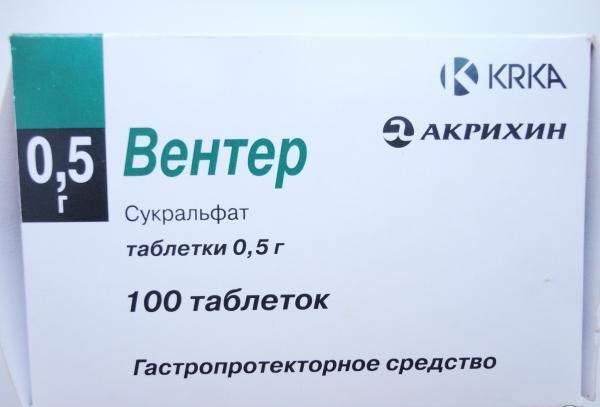 KRKA
АКРИХИН
0,5
г
Вентер
Сукральфат
таблетки 0,5 г
100 таблеток
Гастропротекторное средство